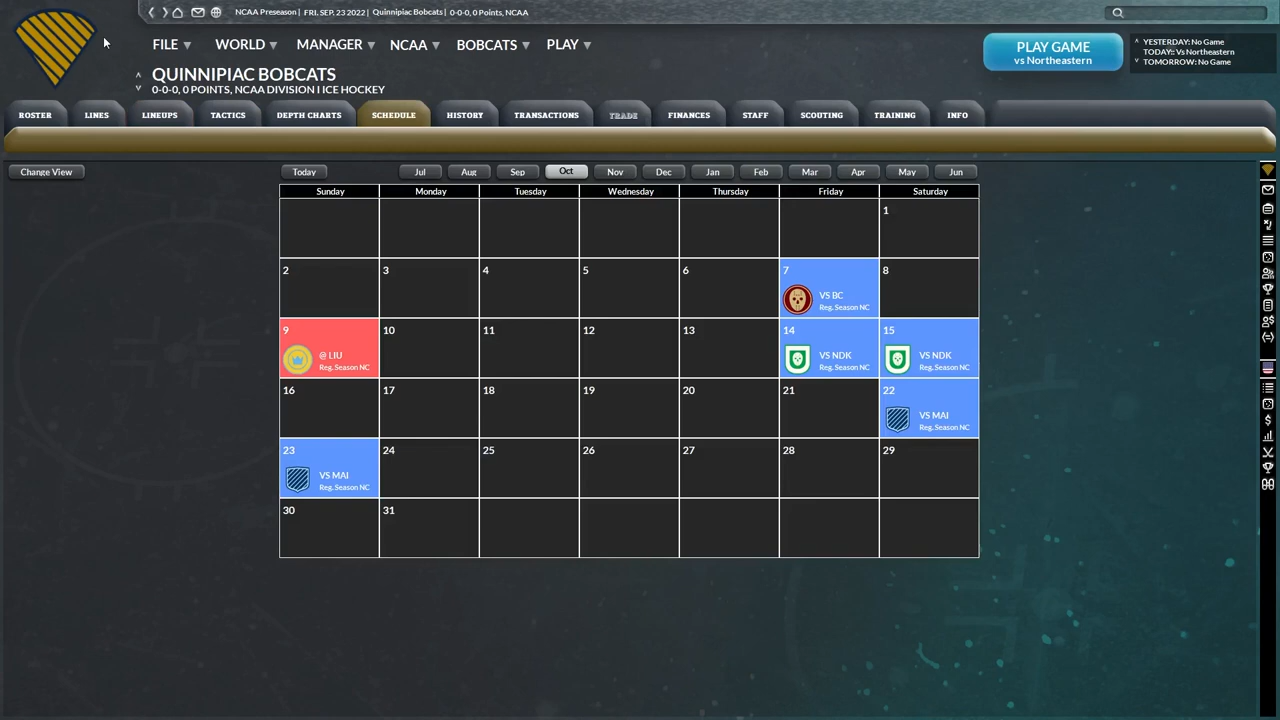 NCAA Preseason | FRI. SEP. 23 2022 | Quinnipiac Bobcats | 0-0-0, 0 Points, NCAA
FILE WORLD MANAGER NCAA BOBCATS PLAY
PLAY GAME
vs Northeastern
YESTERDAY: No Game
TODAY:: Vs Northeastern
TOMORROW: No Game
QUINNIPIAC BOBCATS
0-0-0, 0 POINTS, NCAA DIVISION I ICE HOCKEY
ROSTER LINES LINEUPS TACTICS DEPTH CHARTS SCHEDULE HISTORY TRANSACTIONS TRADE FINANCES STAFF SCOUTING TRAINING INFO
Change View Today Jul Aug Sep Oct Nov Dec Jan Feb Mar Apr May Jun
Sunday Monday Tuesday Wednesday Thursday Friday Saturday
1
2 3 4 5 6 7 8
VS BC
Reg. Season NC
9 10 11 12 13 14 15
@ LIU VS NDK VS NDK
Reg. Season NC Reg. Season NC Reg. Season NC
16 17 18 19 20 21 22
VS MAI
Reg. Season NC
23 24 25 26 27 28 29
VS MAI
Reg. Season NC
30 31